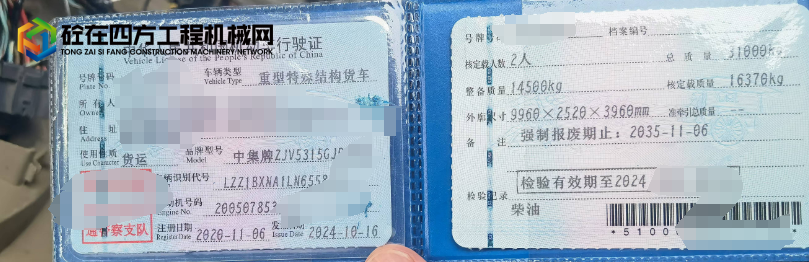 砼在四方工程机械网
TONG ZAI SI FANG CONSTRUCTION MACHINERY NETWORK
行驶证
Vehicle License of the People's Republic of China
号牌号码
Plate No.
车辆类型
Vehicle Type
重型特殊结构货车
所有人
Owner
住址
Address
使用性质
Use Character
货运
品牌型号
Model
中集牌ZJV5315GJ
车辆识别代号
LZZ1BXNA1LN655
发动机号码
Engine No.
20050785
察支队
注册日期
Register Date
2020-11-06
Issue Date
2024-10-16
号牌
档案编号
核定载人数
2人
总质量
31000kg
整备质量
14500kg
核定载质量
16370kg
外廓尺寸
9960×2520×3960
准牵引总质量
--
备注
强制报废期止：2035-11-06
检验记录
检验有效期至2024
柴油
*5100